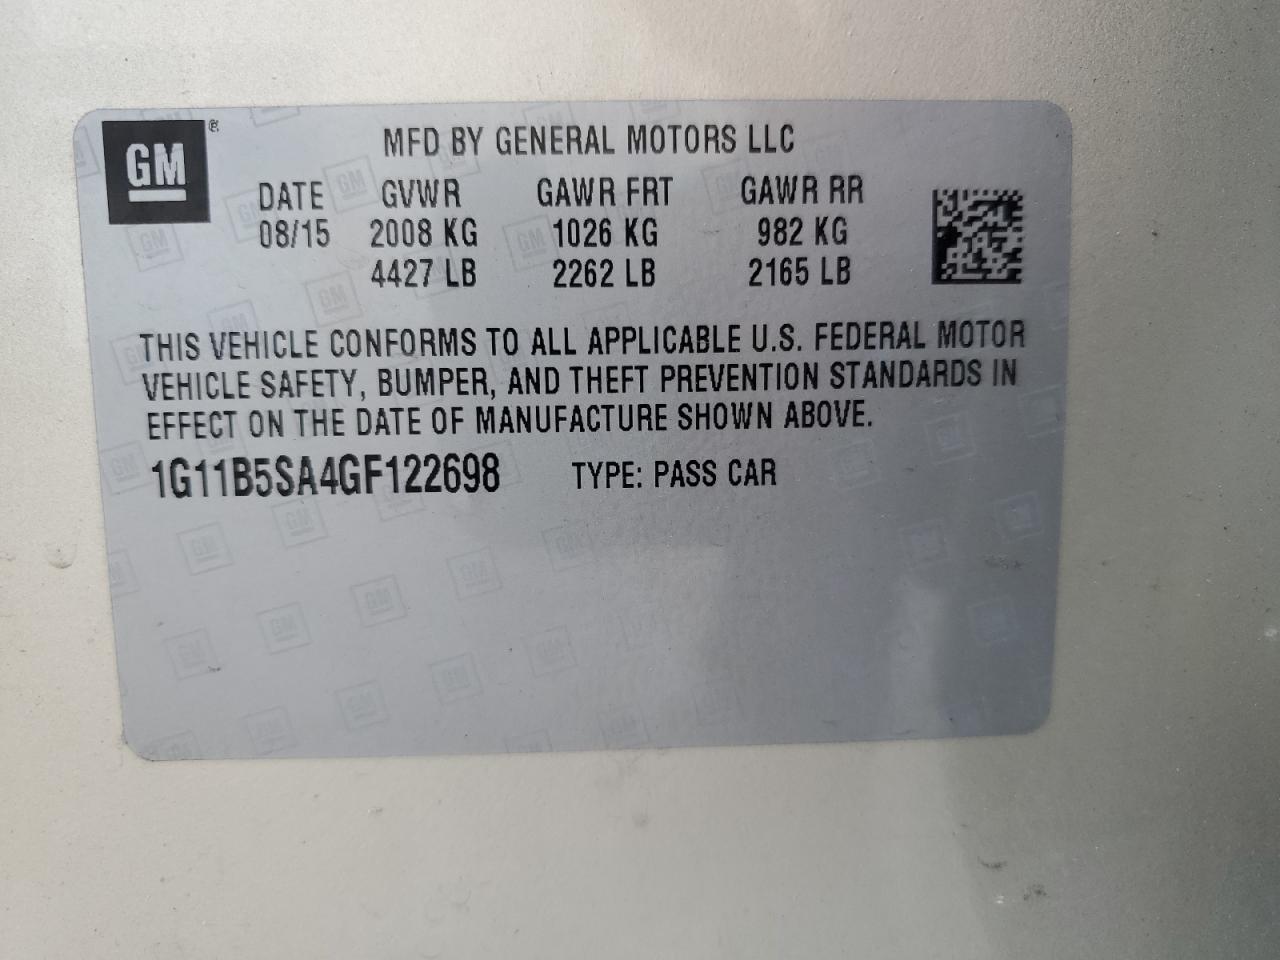 GM®
MFD BY GENERAL MOTORS LLC
DATE GVWR GAWR FRT GAWR RR
08/15 2008 KG 1026 KG 982 KG
4427 LB 2262 LB 2165 LB
THIS VEHICLE CONFORMS TO ALL APPLICABLE U.S. FEDERAL MOTOR
VEHICLE SAFETY, BUMPER, AND THEFT PREVENTION STANDARDS IN
EFFECT ON THE DATE OF MANUFACTURE SHOWN ABOVE.
1G11B5SA4GF122698 TYPE: PASS CAR